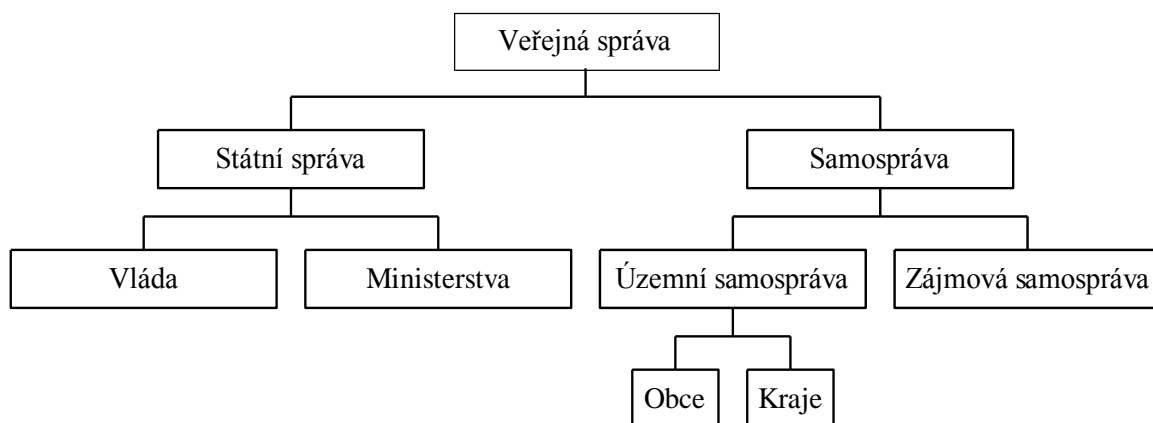 Veřejná správa
Státní správa
Samospráva
Vláda
Ministerstva
Územní samospráva
Zájmová samospráva
Obce
Kraje